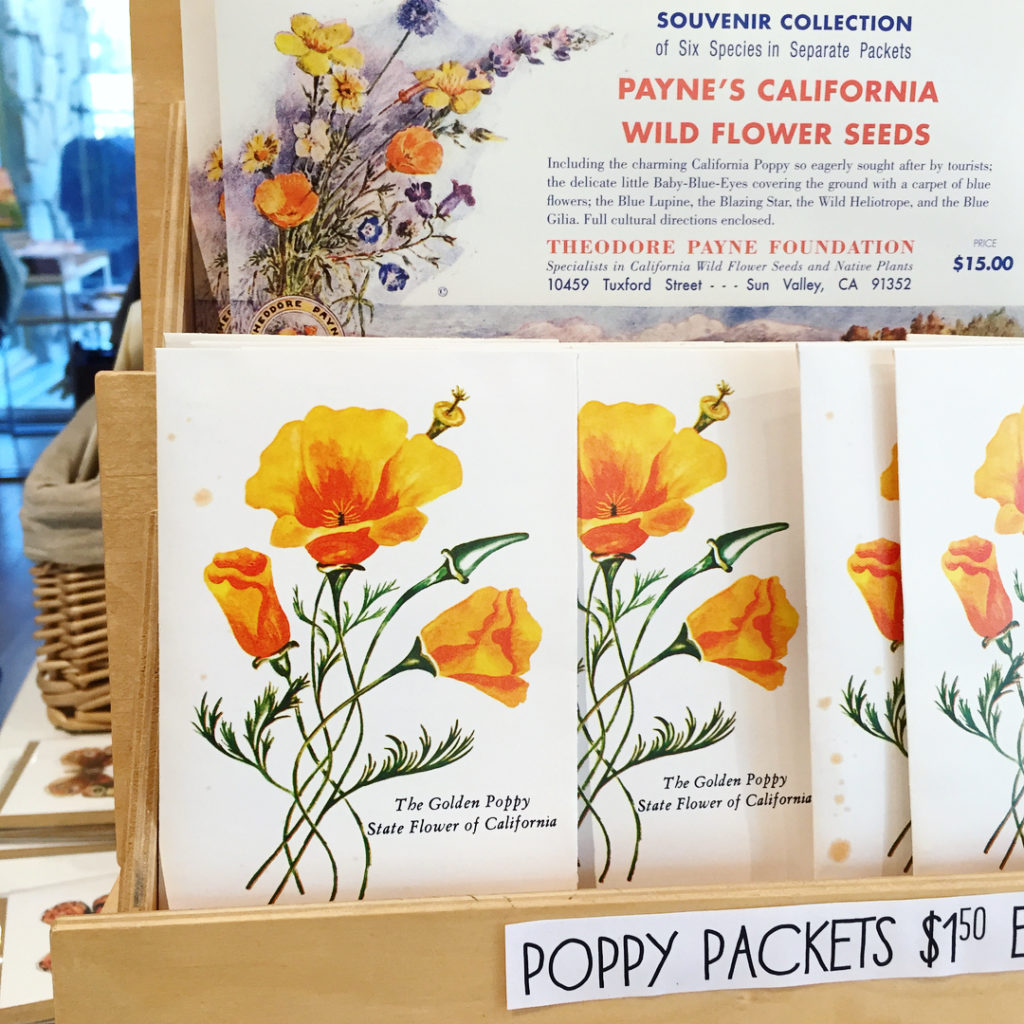 SOUVENIR COLLECTION
of Six Species in Separate Packets
PAYNE'S CALIFORNIA
WILD FLOWER SEEDS
Including the charming California Poppy so eagerly sought after by tourists;
the delicate little Baby-Blue-Eyes covering the ground with a carpet of blue
flowers; the Blue Lupine, the Blazing Star, the Wild Heliotrope, and the Blue
Gilia. Full cultural directions enclosed.
THEODORE PAYNE FOUNDATION
Specialists in California Wild Flower Seeds and Native Plants
10459 Tuxford Street - - - Sun Valley, CA 91352
PRICE
$15.00
THEODORE PAYN
The Golden Poppy
State Flower of California
The Golden Poppy
State Flower of California
POPPY PACKETS $1.50 E